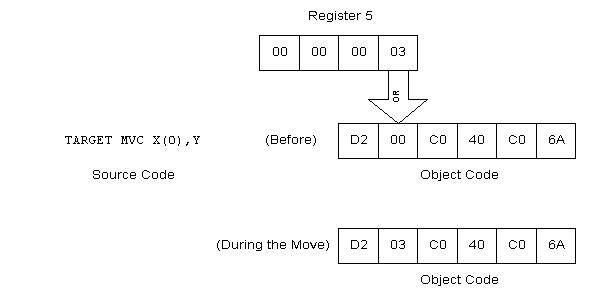 Register 5
00 00 00 03
OR
TARGET MVC X(0),Y (Before) D2 00 C0 40 C0 6A
Source Code Object Code
(During the Move) D2 03 C0 40 C0 6A
Object Code